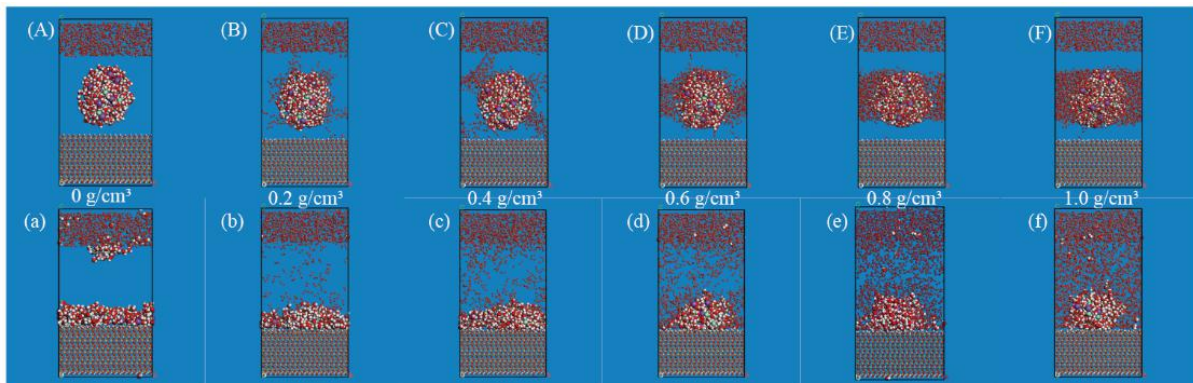 (A) (B) (C) (D) (E) (F)
0 g/cm³ 0.2 g/cm³ 0.4 g/cm³ 0.6 g/cm³ 0.8 g/cm³ 1.0 g/cm³
(a) (b) (c) (d) (e) (f)